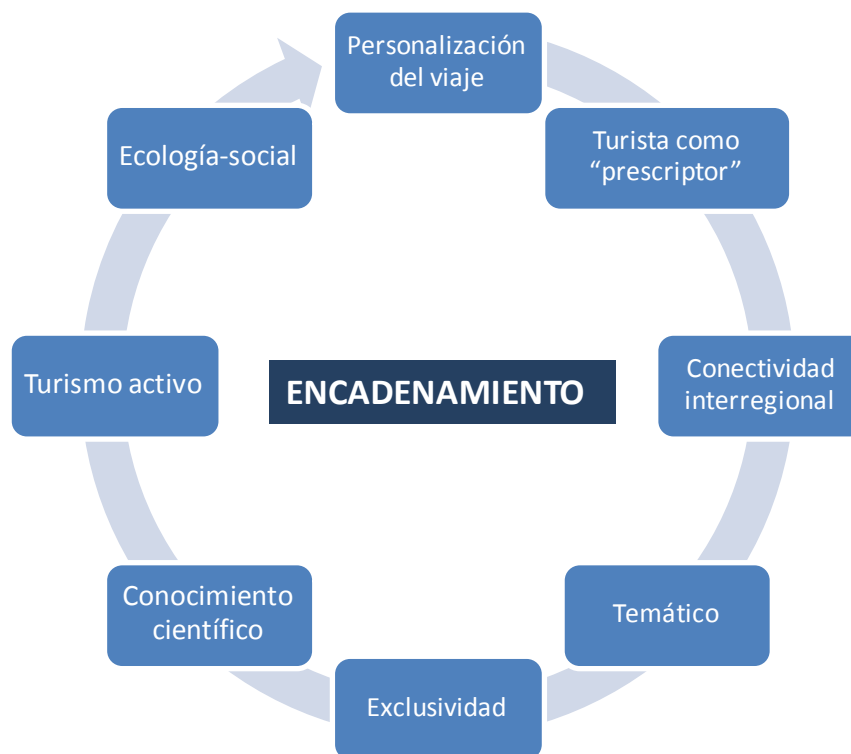 Personalización
del viaje
Turista como
“prescriptor”
Conectividad
interregional
Temático
Exclusividad
Conocimiento
científico
Turismo activo
Ecología-social
ENCADENAMIENTO